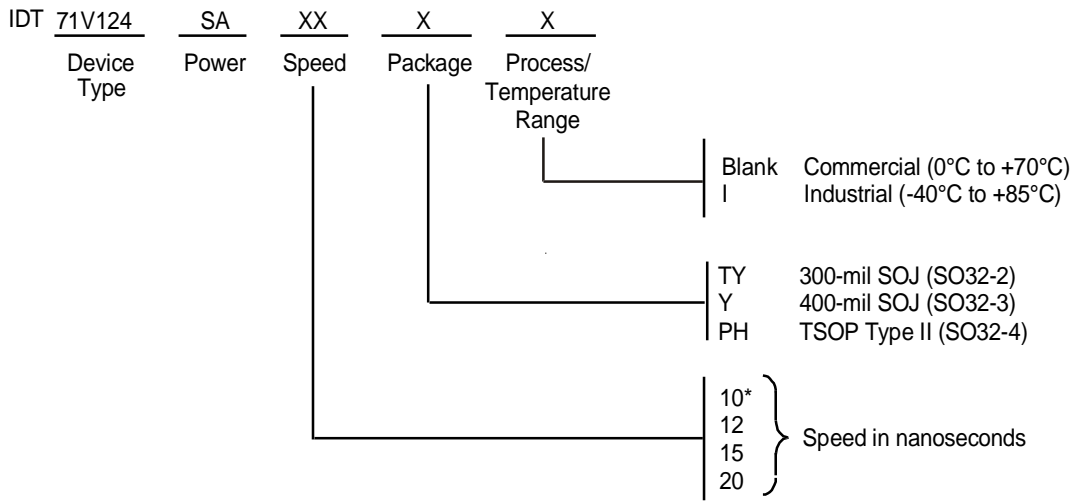 IDT 71V124 SA XX X X
Device Type
Power
Speed
Package
Process/
Temperature
Range
Blank Commercial (0°C to +70°C)
I Industrial (-40°C to +85°C)
TY 300-mil SOJ (SO32-2)
Y 400-mil SOJ (SO32-3)
PH TSOP Type II (SO32-4)
10*
12
15
20
Speed in nanoseconds